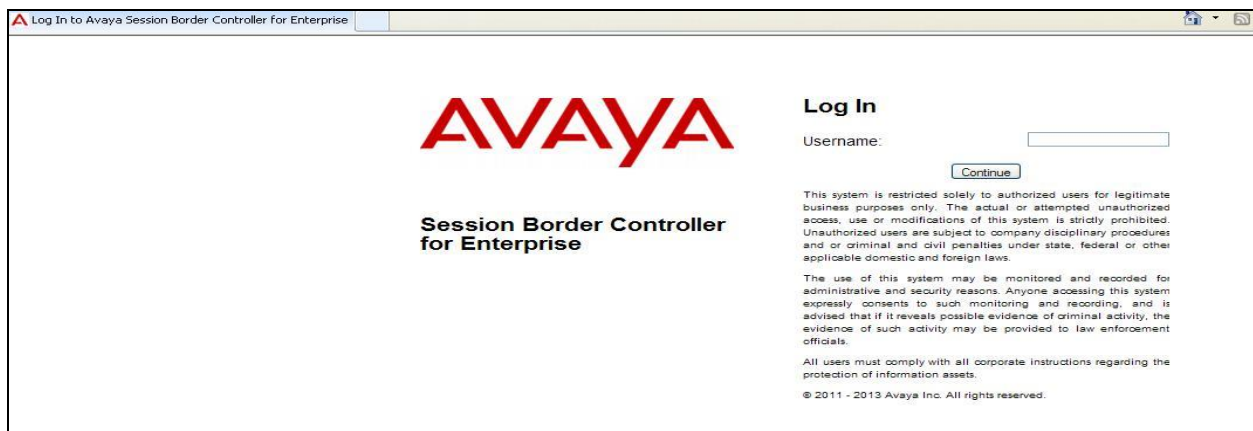 Log In to Avaya Session Border Controller for Enterprise
AVAYA
Session Border Controller
for Enterprise
Log In
Username:
Continue
This system is restricted solely to authorized users for legitimate
business purposes only. The actual or attempted unauthorized
access, use or modifications of this system is strictly prohibited.
Unauthorized users are subject to company disciplinary procedures
and or criminal and civil penalties under state, federal or other
applicable domestic and foreign laws.
The use of this system may be monitored and recorded for
administrative and security reasons. Anyone accessing this system
expressly consents to such monitoring and recording, and is
advised that if it reveals possible evidence of criminal activity, the
evidence of such activity may be provided to law enforcement
officials.
All users must comply with all corporate instructions regarding the
protection of information assets.
© 2011 - 2013 Avaya Inc. All rights reserved.